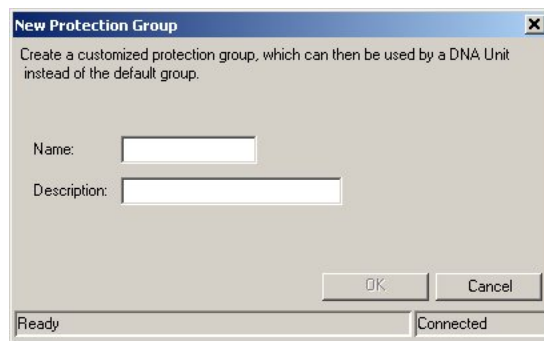 New Protection Group
Create a customized protection group, which can then be used by a DNA Unit
instead of the default group.
Name:
Description:
OK
Cancel
Ready
Connected